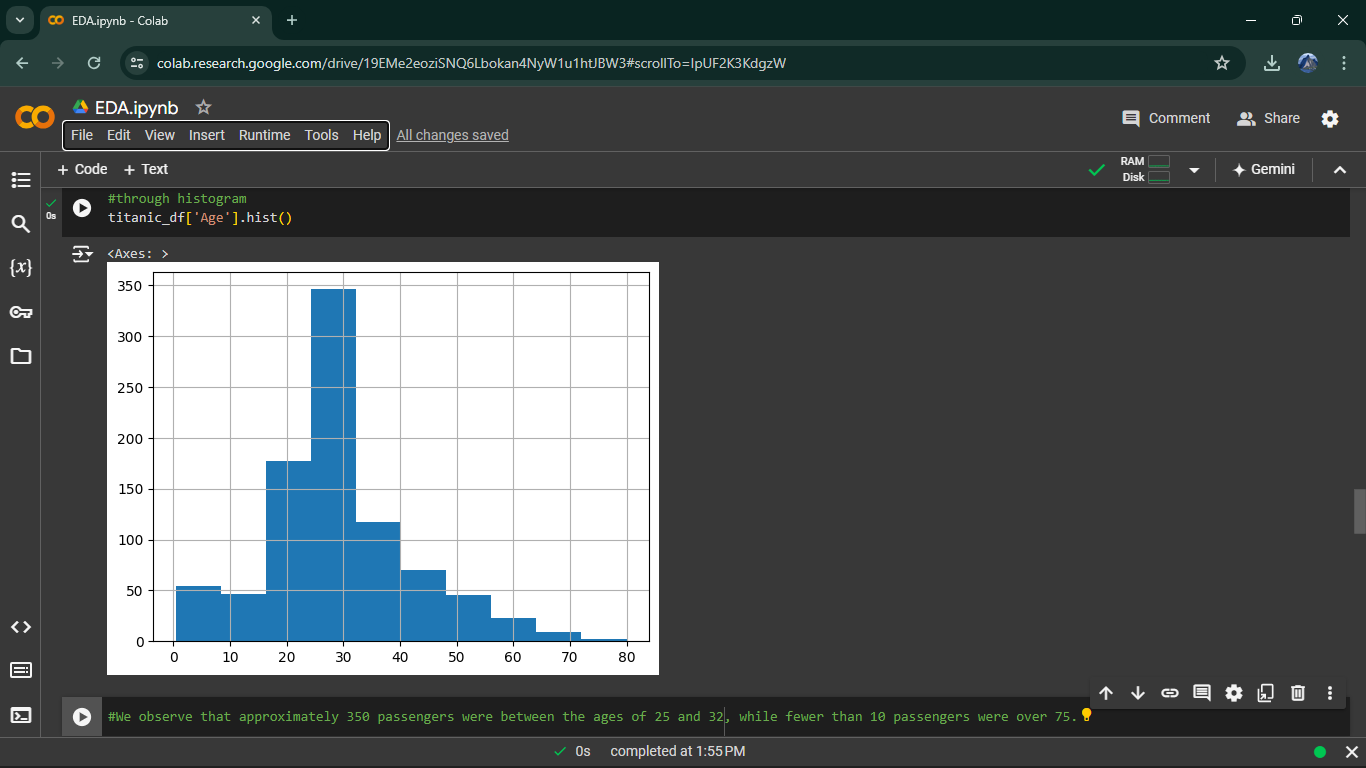 EDA.ipynb - Colab
colab.research.google.com/drive/19EMe2eoziSNQ6Lbokan4NyW1u1htJBW3#scrollTo=IpUF2K3KdgzW
EDA.ipynb
Comment Share
File Edit View Insert Runtime Tools Help All changes saved
+ Code + Text RAM Disk Gemini
#through histogram
0s
titanic_df['Age'].hist()
{x}
<Axes: >
350
300
250
200
150
100
50
0
0 10 20 30 40 50 60 70 80
#We observe that approximately 350 passengers were between the ages of 25 and 32, while fewer than 10 passengers were over 75.
0s completed at 1:55 PM